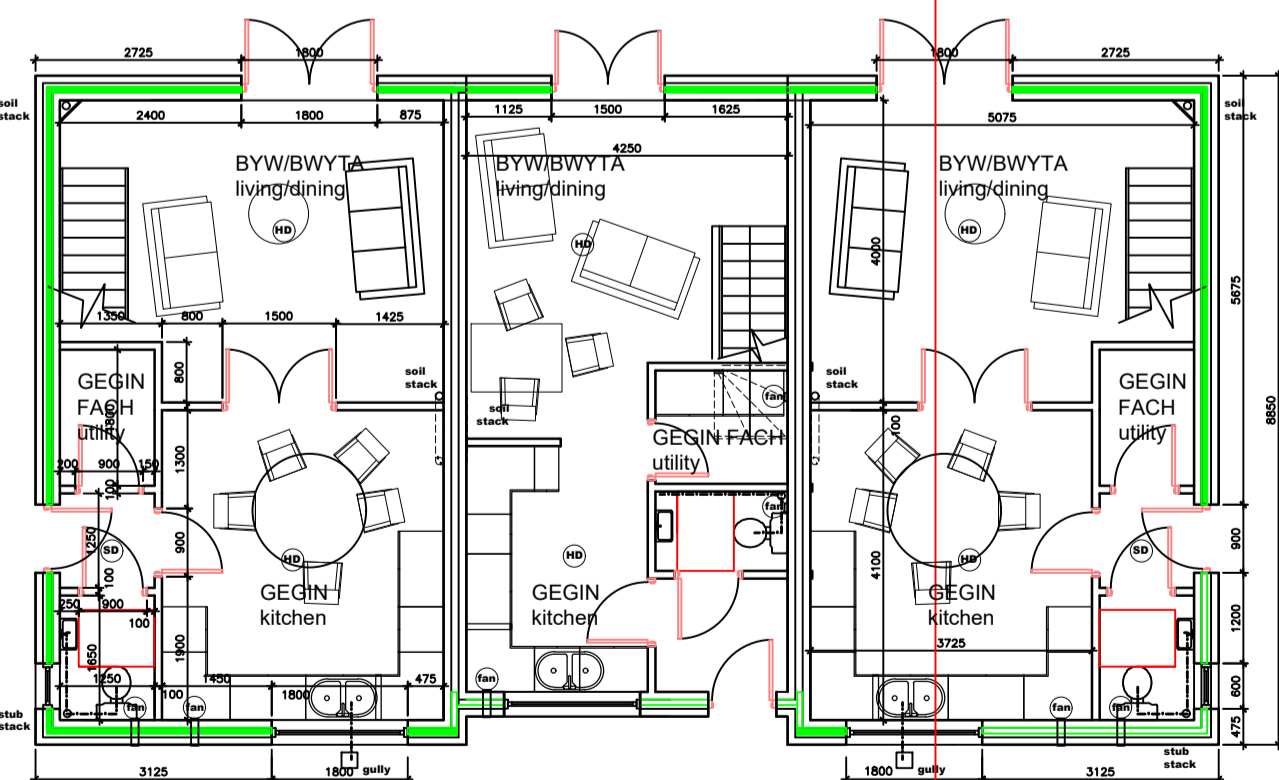 2725
1800
1800
2725
soil
stack
soil
stack
2400
1800
875
1125
1500
1625
5075
4250
BYW/BWYTA
living/dining
BYW/BWYTA
living/dining
BYW/BWYTA
living/dining
HD
HD
HD
4000
5675
1350
800
1500
1425
800
soil
stack
soil
stack
soil
stack
GEGIN
FACH
utility
1800
fan
GEGIN FACH
utility
GEGIN
FACH
utility
8850
100
200
900
150
100
1300
fan
1250
SD
900
HD
HD
HD
SD
900
100
4100
250
900
100
GEGIN
kitchen
GEGIN
kitchen
GEGIN
kitchen
1200
1650
1900
3725
1250
100
1450
1800
475
fan
600
stub
stack
fan
fan
fan
fan
475
stub
stack
3125
1800
gully
1800
gully
3125